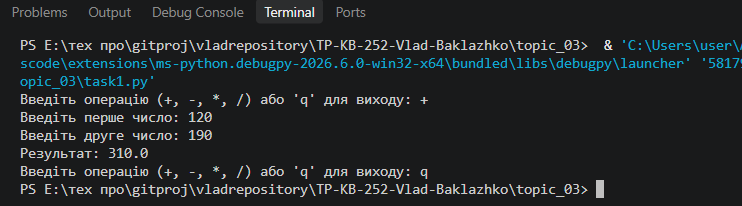 Problems Output Debug Console Terminal Ports
PS E:\тех про\gitproj\vladrepository\TP-KB-252-Vlad-Baklazhko\topic_03>  & 'C:\Users\user\
scode\extensions\ms-python.debugpy-2026.6.0-win32-x64\bundled\libs\debugpy\launcher' '5817
opic_03\task1.py'
Введіть операцію (+, -, *, /) або 'q' для виходу: +
Введіть перше число: 120
Введіть друге число: 190
Результат: 310.0
Введіть операцію (+, -, *, /) або 'q' для виходу: q
PS E:\тех про\gitproj\vladrepository\TP-KB-252-Vlad-Baklazhko\topic_03>